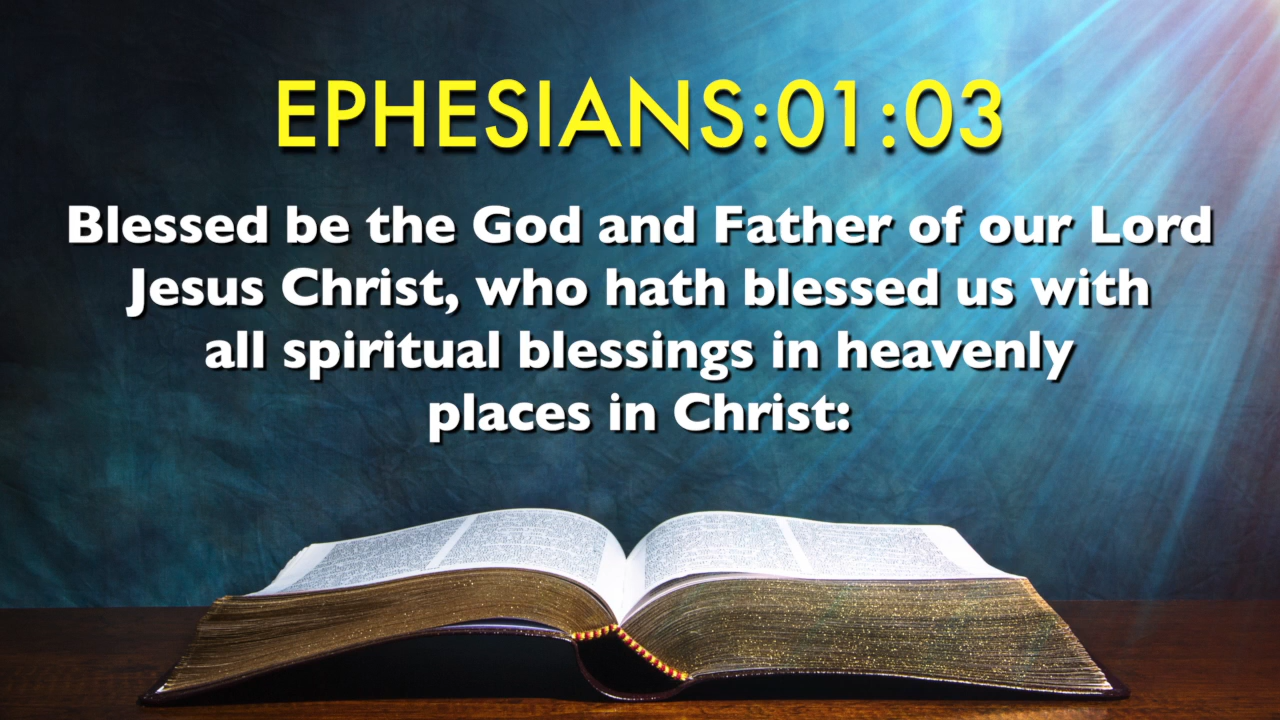 EPHESIANS:01:03
Blessed be the God and Father of our Lord
Jesus Christ, who hath blessed us with
all spiritual blessings in heavenly
places in Christ: